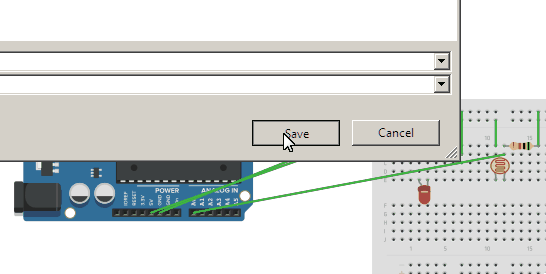 Save
Cancel
POWER
ANALOG IN
IOREF
RESET
3.3V
5V
GND
GND
A0
A1
A2
A3
A4
A5
10
15
1
5
10
15